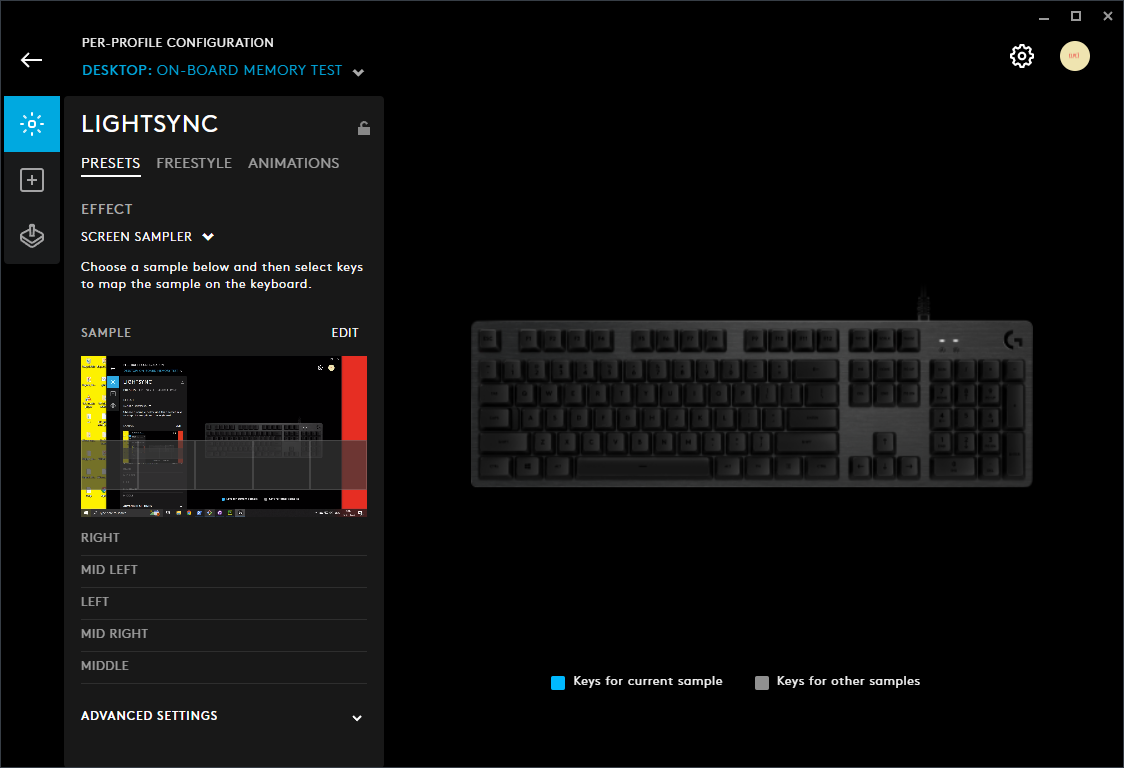 PER-PROFILE CONFIGURATION
DESKTOP: ON-BOARD MEMORY TEST
LIGHTSYNC
PRESETS FREESTYLE ANIMATIONS
EFFECT
SCREEN SAMPLER
Choose a sample below and then select keys
to map the sample on the keyboard.
SAMPLE EDIT
LIGHTSYNC
RIGHT
MID LEFT
LEFT
MID RIGHT
MIDDLE
ADVANCED SETTINGS
Keys for current sample Keys for other samples